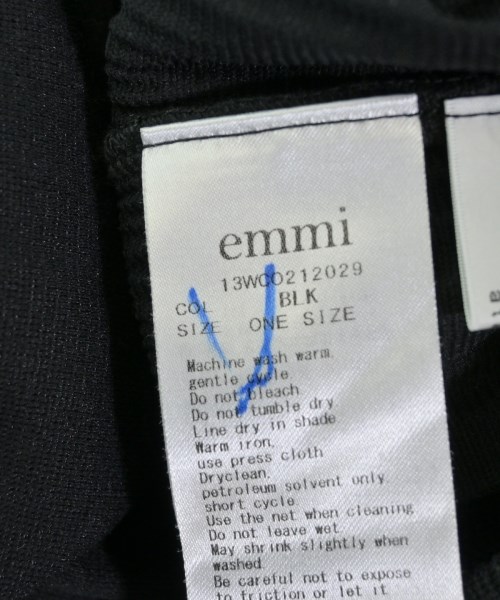 emmi
13WCO212029
COL BLK
SIZE ONE SIZE
Machine wash warm.
gentle cycle.
Do not bleach
Do not tumble dry
Line dry in shade
Warm iron.
use press cloth
Dryclean.
petroleum solvent only.
short cycle.
Use the net when cleaning
Do not leave wet
May shrink slightly when
washed.
Be careful not to expose
to friction or let it